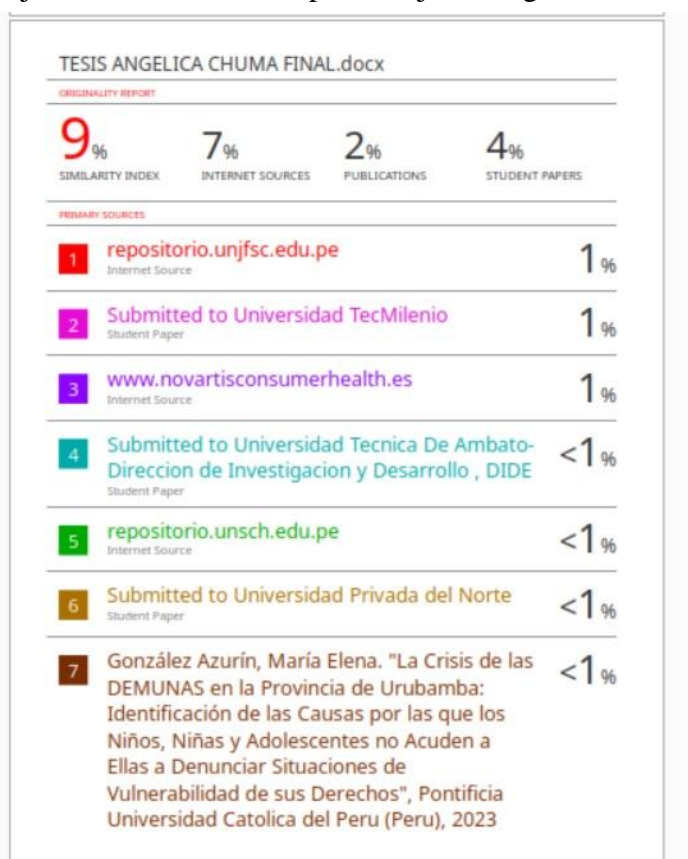 TESIS ANGELICA CHUMA FINAL.docx
ORIGINALITY REPORT
9% 7% 2% 4%
SIMILARITY INDEX INTERNET SOURCES PUBLICATIONS STUDENT PAPERS
PRIMARY SOURCES
1 repositorio.unjfsc.edu.pe 1%
Internet Source
2 Submitted to Universidad TecMilenio 1%
Student Paper
3 www.novartisconsumerhealth.es 1%
Internet Source
4 Submitted to Universidad Tecnica De Ambato- <1%
Direccion de Investigacion y Desarrollo , DIDE
Student Paper
5 repositorio.unsch.edu.pe <1%
Internet Source
6 Submitted to Universidad Privada del Norte <1%
Student Paper
7 González Azurín, María Elena. "La Crisis de las <1%
DEMUNAS en la Provincia de Urubamba:
Identificación de las Causas por las que los
Niños, Niñas y Adolescentes no Acuden a
Ellas a Denunciar Situaciones de
Vulnerabilidad de sus Derechos", Pontificia
Universidad Catolica del Peru (Peru), 2023